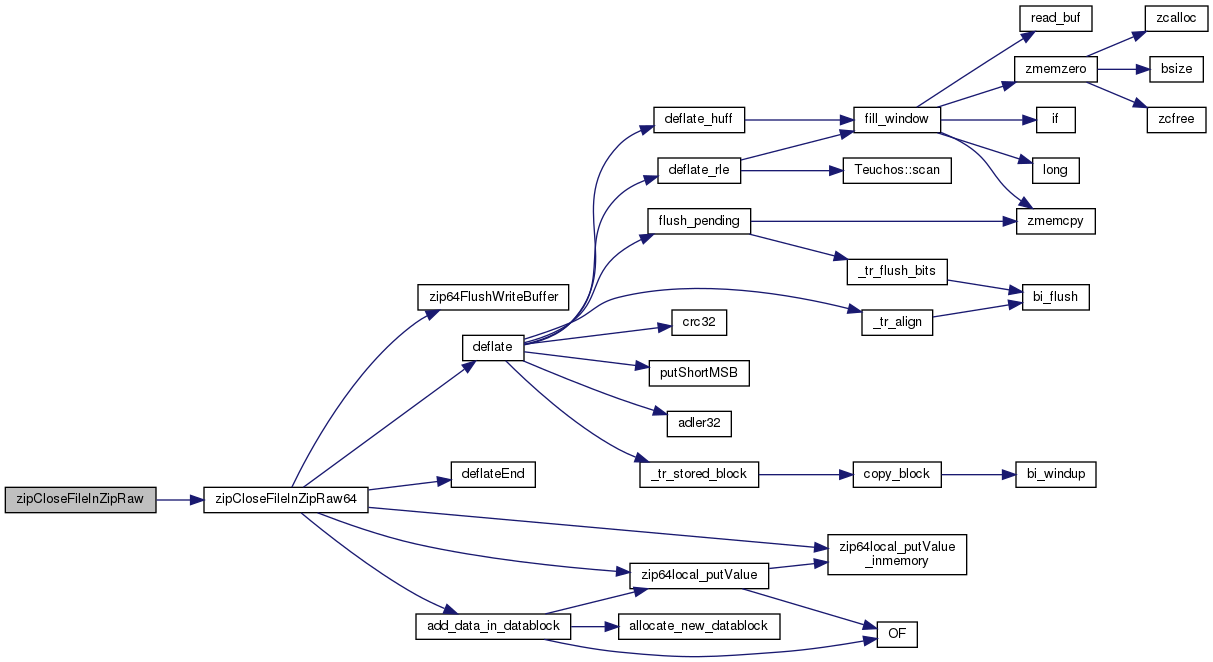 read_buf
zcalloc
zmemzero
bsize
deflate_huff
fill_window
if
zcfree
deflate_rle
Teuchos::scan
long
flush_pending
zmemcpy
_tr_flush_bits
zip64FlushWriteBuffer
bi_flush
crc32
_tr_align
deflate
putShortMSB
adler32
deflateEnd
_tr_stored_block
copy_block
bi_windup
zipCloseFileInZipRaw
zipCloseFileInZipRaw64
zip64local_putValue
_inmemory
zip64local_putValue
add_data_in_datablock
allocate_new_datablock
OF